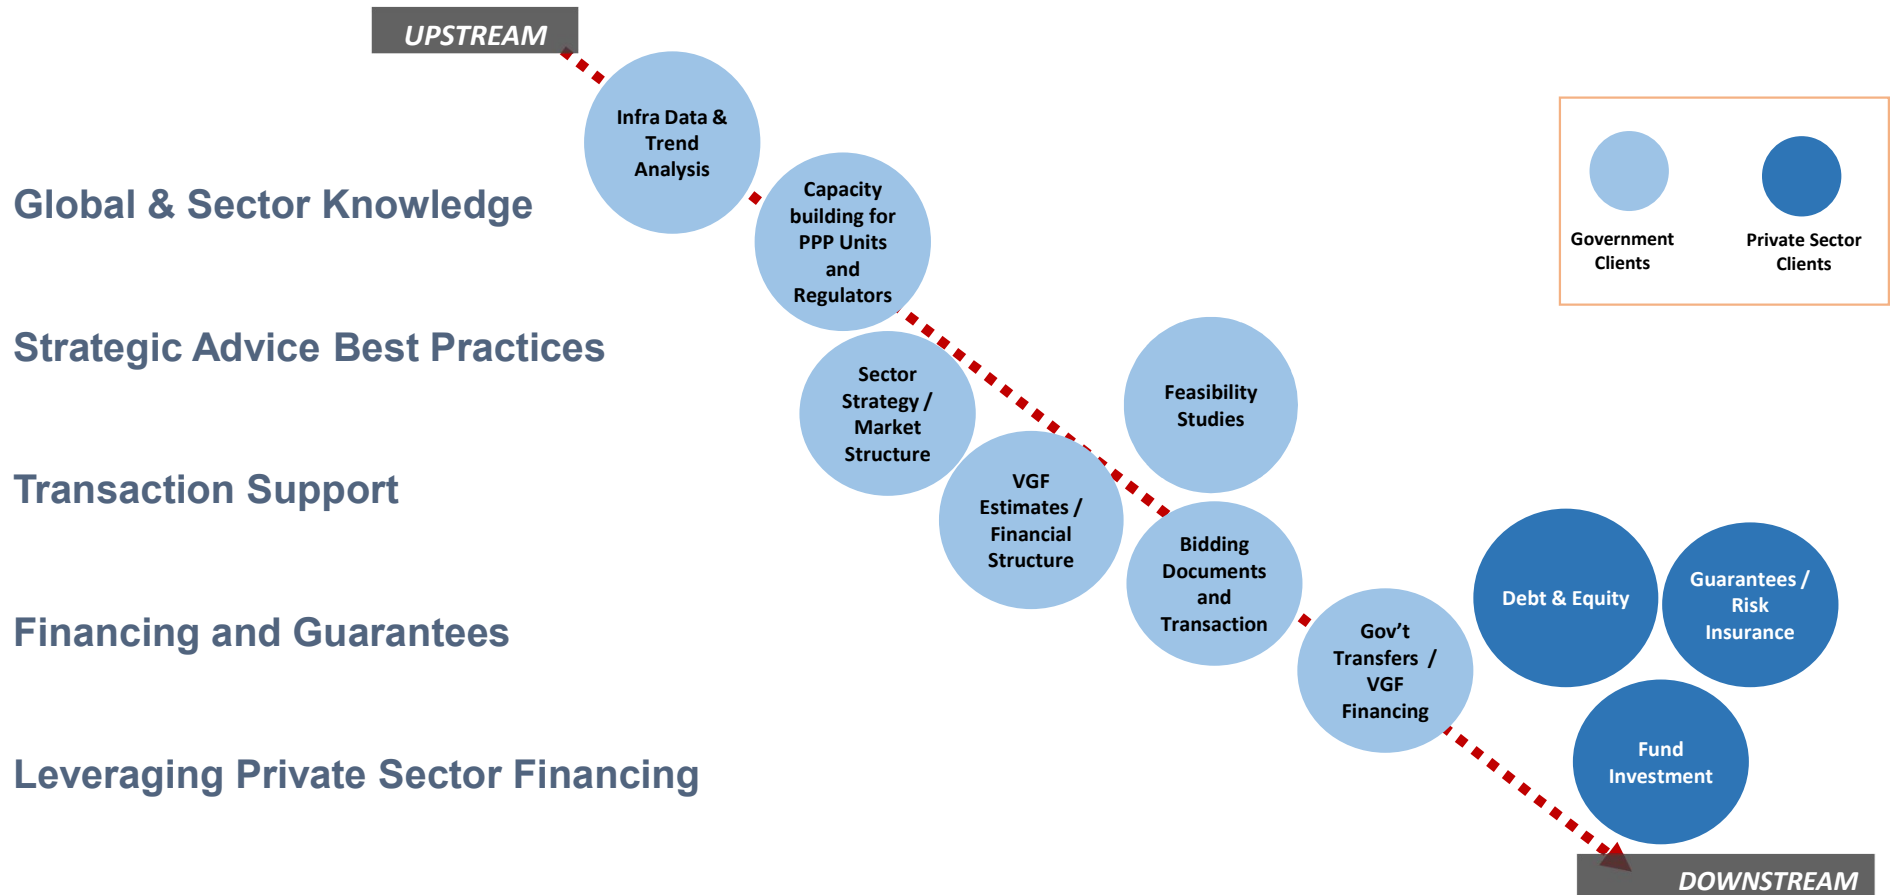 UPSTREAM
Infra Data &
Trend
Analysis
Global & Sector Knowledge
Capacity
building for
PPP Units
and
Regulators
Government
Clients
Private Sector
Clients
Strategic Advice Best Practices
Sector
Strategy /
Market
Structure
Feasibility
Studies
Transaction Support
VGF
Estimates /
Financial
Structure
Bidding
Documents
and
Transaction
Debt & Equity
Guarantees /
Risk
Insurance
Financing and Guarantees
Gov't
Transfers /
VGF
Financing
Fund
Investment
Leveraging Private Sector Financing
DOWNSTREAM